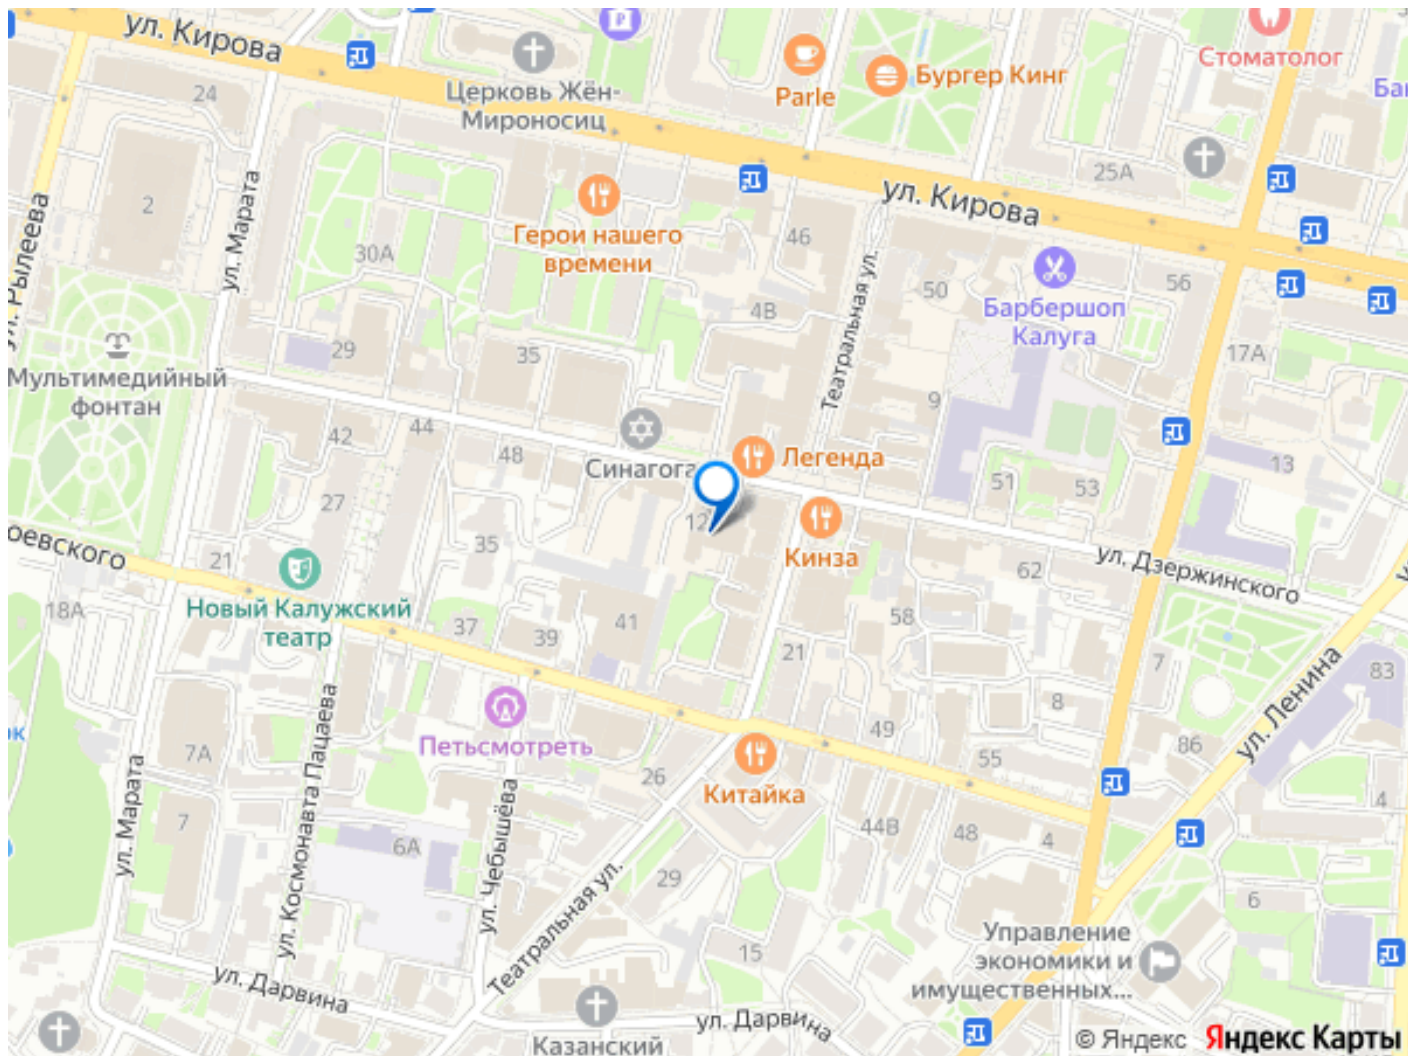 ул. Кирова
24
Церковь Жён-
Мироносиц
Parle
Бургер Кинг
Стоматолог
25А
ул. Кирова
2
ул. Марата
ул. Рылеева
30А
Герои нашего
времени
46
Театральная ул.
50
Барбершоп
Калуга
56
4В
17А
29
35
Мультимедийный
фонтан
9
42
44
48
Синагога
Легенда
51
53
13
27
12
Кинза
35
21
62
ул. Дзержинского
Новый Калужский
театр
18А
37
39
41
58
21
7
83
8
49
86
ул. Ленина
Петьсмотреть
7А
ул. Космонавта Пацаева
26
Китайка
55
4
ул. Марата
7
6А
ул. Чебышёва
44В
48
4
29
Театральная ул.
15
6
Управление
экономики и
имущественных...
ул. Дарвина
ул. Дарвина
Казанский
© Яндекс Яндекс Карты